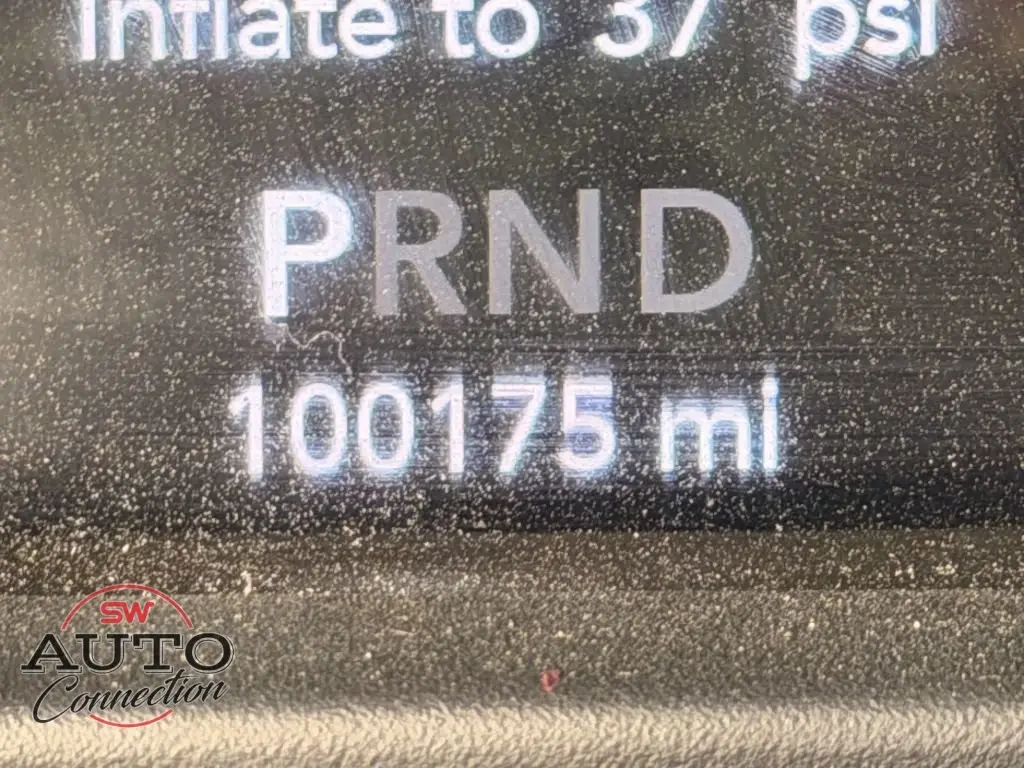 Inflate to 37 psi
PRND
100175 mi
SW
AUTO
Connection